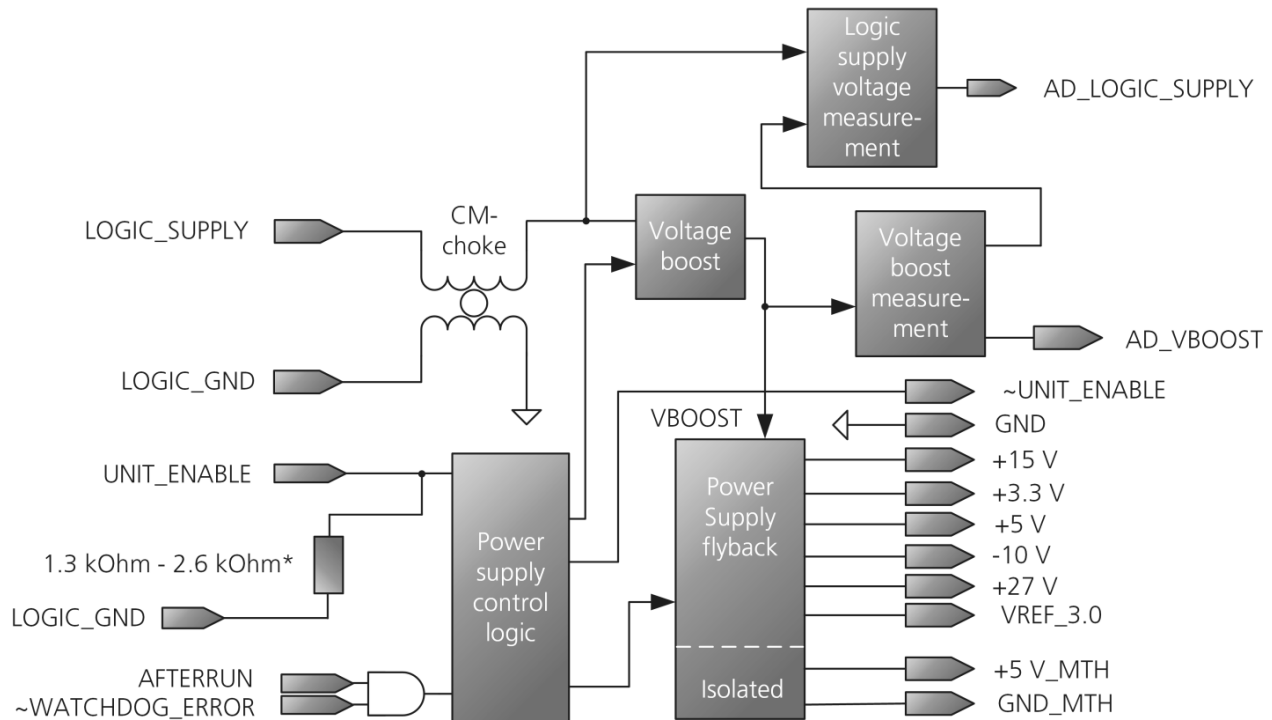 Logic
supply
voltage
measure-
ment
AD_LOGIC_SUPPLY
CM-
choke
LOGIC_SUPPLY
Voltage
boost
Voltage
boost
measure-
ment
AD_VBOOST
LOGIC_GND
~UNIT_ENABLE
VBOOST
GND
UNIT_ENABLE
+15 V
Power
Supply
flyback
+3.3 V
+5 V
1.3 kOhm - 2.6 kOhm*
Power
supply
control
logic
-10 V
+27 V
LOGIC_GND
VREF_3.0
AFTERRUN
~WATCHDOG_ERROR
Isolated
+5 V_MTH
GND_MTH